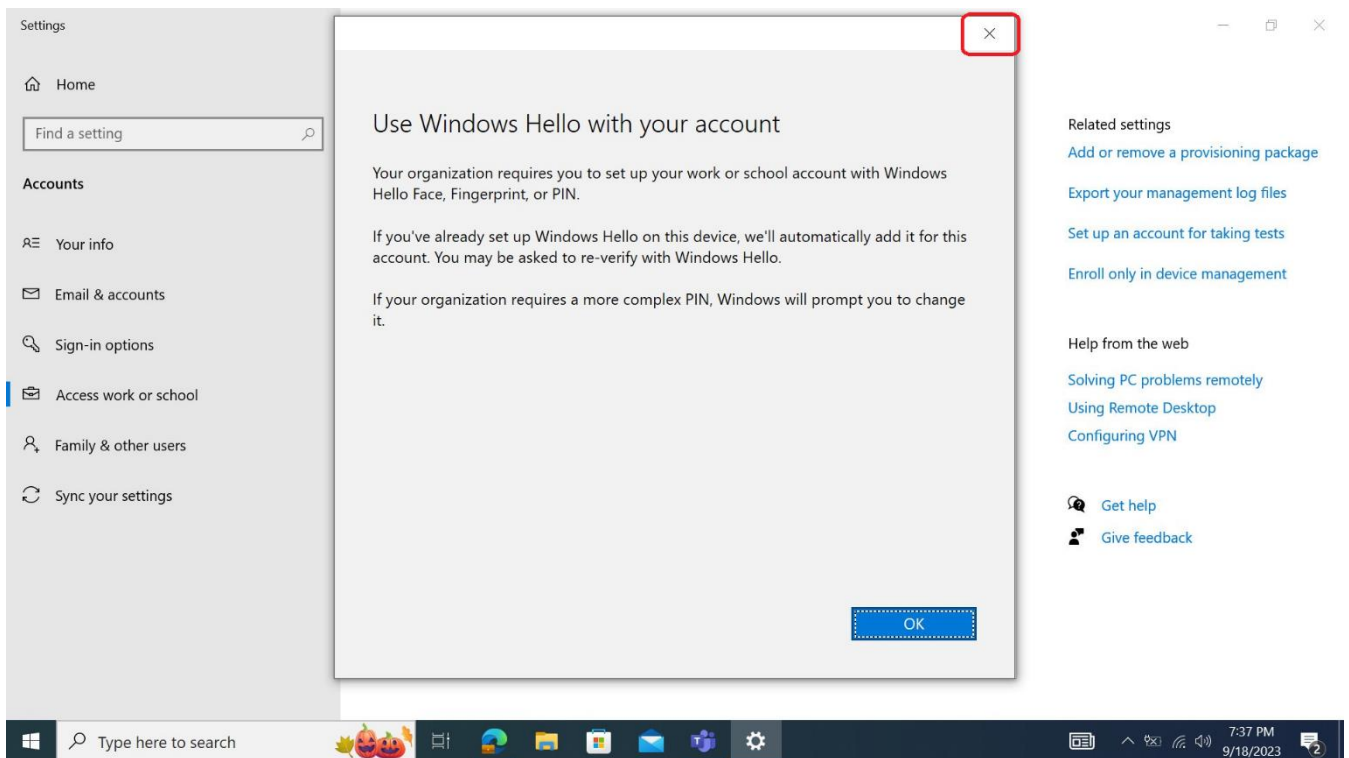 Settings
Home
Find a setting
Accounts
Your info
Email & accounts
Sign-in options
Access work or school
Family & other users
Sync your settings
Use Windows Hello with your account
Your organization requires you to set up your work or school account with Windows
Hello Face, Fingerprint, or PIN.
If you've already set up Windows Hello on this device, we'll automatically add it for this
account. You may be asked to re-verify with Windows Hello.
If your organization requires a more complex PIN, Windows will prompt you to change
it.
OK
Related settings
Add or remove a provisioning package
Export your management log files
Set up an account for taking tests
Enroll only in device management
Help from the web
Solving PC problems remotely
Using Remote Desktop
Configuring VPN
Get help
Give feedback
Type here to search
7:37 PM
9/18/2023
2